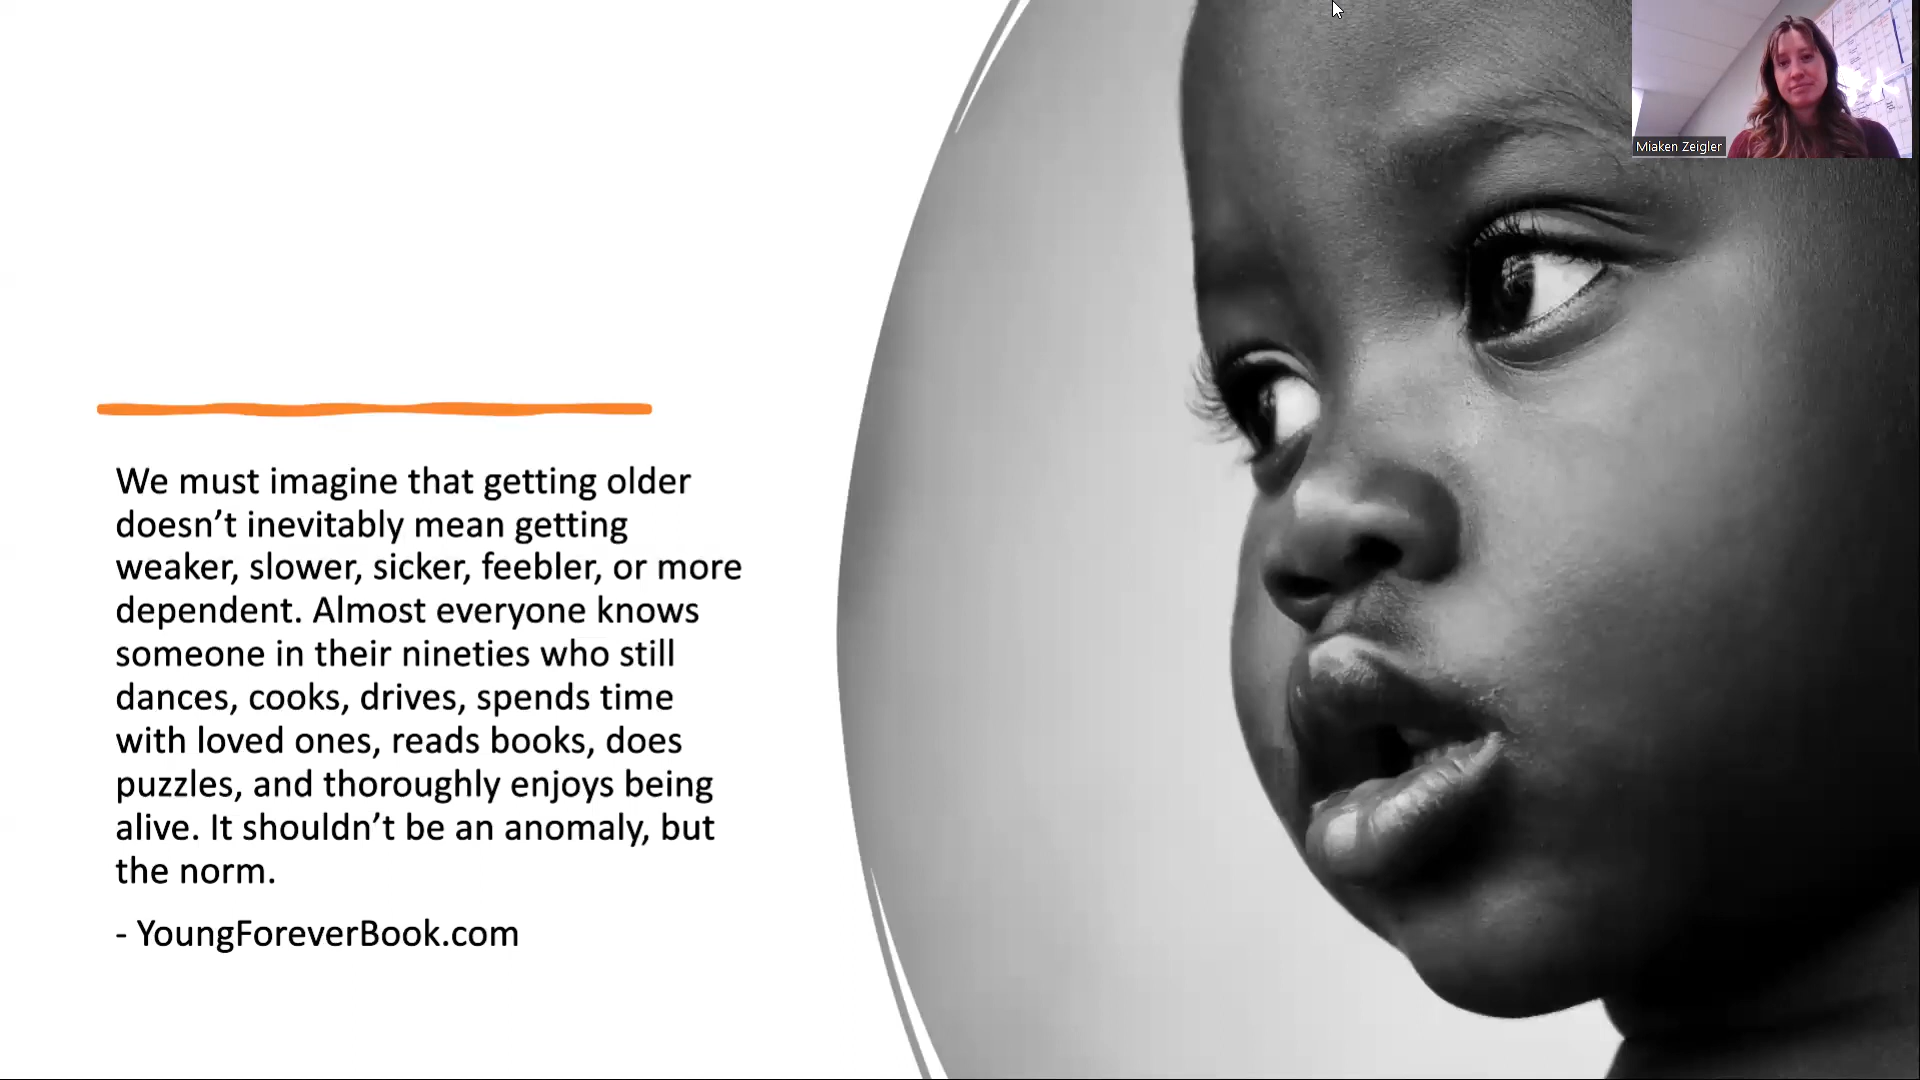 Miaken Zeigler
We must imagine that getting older
doesn’t inevitably mean getting
weaker, slower, sicker, feebler, or more
dependent. Almost everyone knows
someone in their nineties who still
dances, cooks, drives, spends time
with loved ones, reads books, does
puzzles, and thoroughly enjoys being
alive. It shouldn’t be an anomaly, but
the norm.
- YoungForeverBook.com